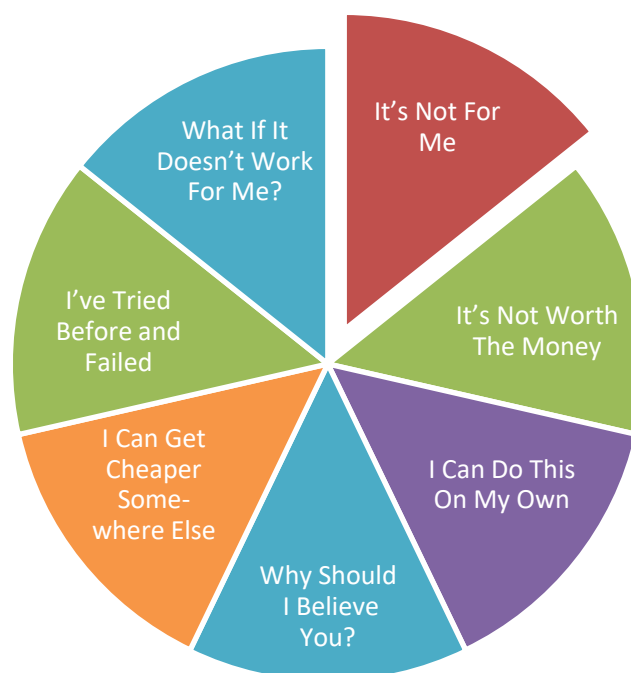 It’s Not For
Me
It’s Not Worth
The Money
I Can Do This
On My Own
Why Should
I Believe
You?
I Can Get
Cheaper
Some-
where Else
I’ve Tried
Before and
Failed
What If It
Doesn’t Work
For Me?